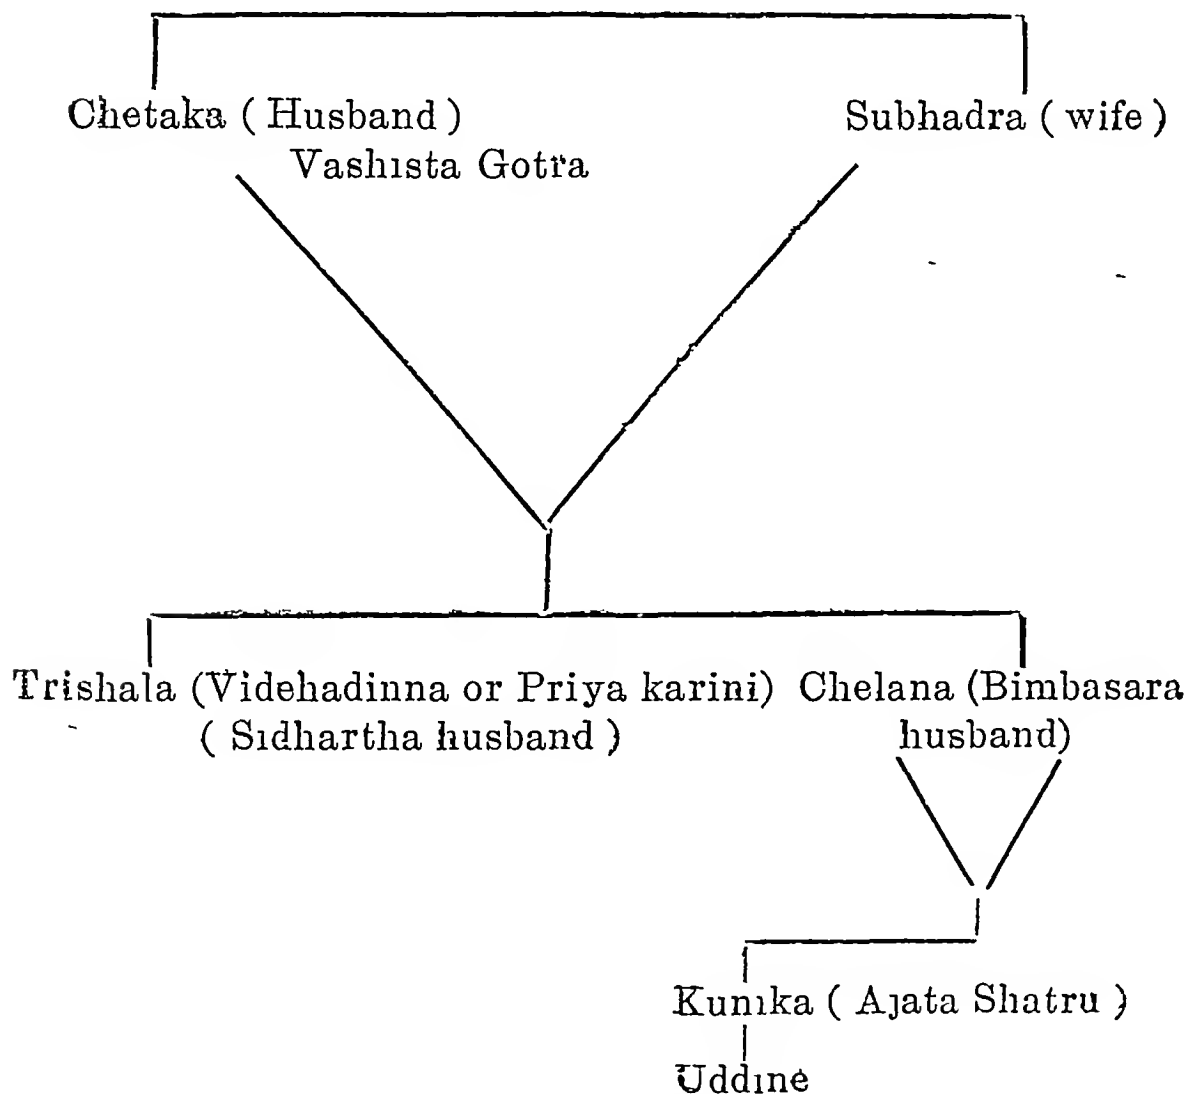 Chetaka ( Husband )
Subhadra ( wife )
Vashista Gotra
Trishala (Videhadinna or Priya karini)
( Sidhartha husband )
Chelana (Bimbasara
husband)
Kunika ( Ajata Shatru )
Uddine